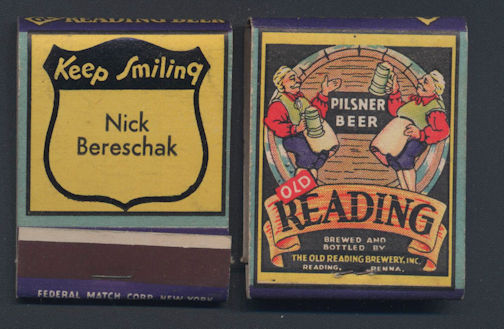 READING BEER
Keep Smiling
Nick
Bereschak
FEDERAL MATCH CORP. NEW YORK
PILSNER
BEER
OLD
READING
BREWED AND
BOTTLED BY
THE OLD READING BREWERY, INC.
READING, PENNA.